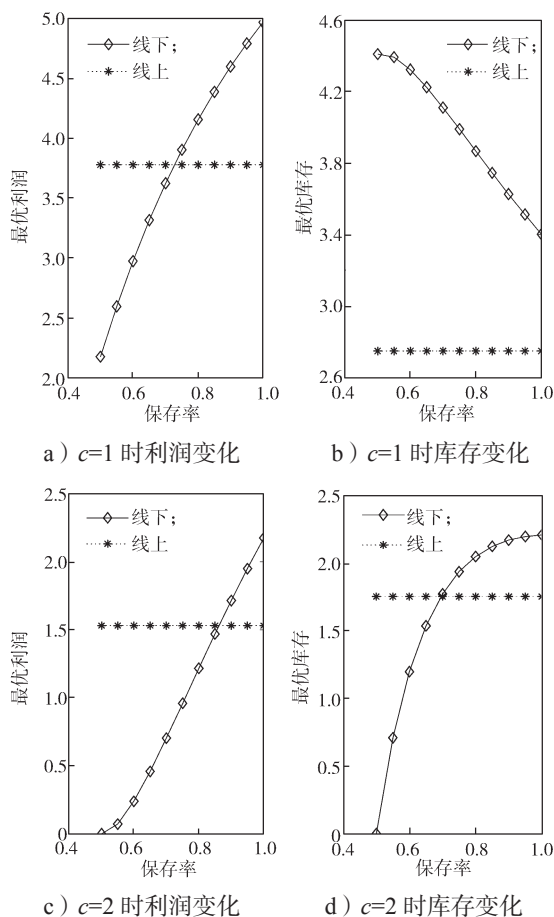 5.0
4.5
4.0
3.5
3.0
2.5
2.0
0.4 0.6 0.8 1.0
最优利润
保存率
线下；
线上
a）c=1 时利润变化
4.6
4.2
3.8
3.4
3.0
2.6
0.4 0.6 0.8 1.0
最优库存
保存率
线下；
线上
b）c=1 时库存变化
2.5
2.0
1.5
1.0
0.5
0
0.4 0.6 0.8 1.0
最优利润
保存率
线下；
线上
c）c=2 时利润变化
2.5
2.2
1.5
1.0
0.5
0
0.4 0.6 0.8 1.0
最优库存
保存率
线下；
线上
d）c=2 时库存变化